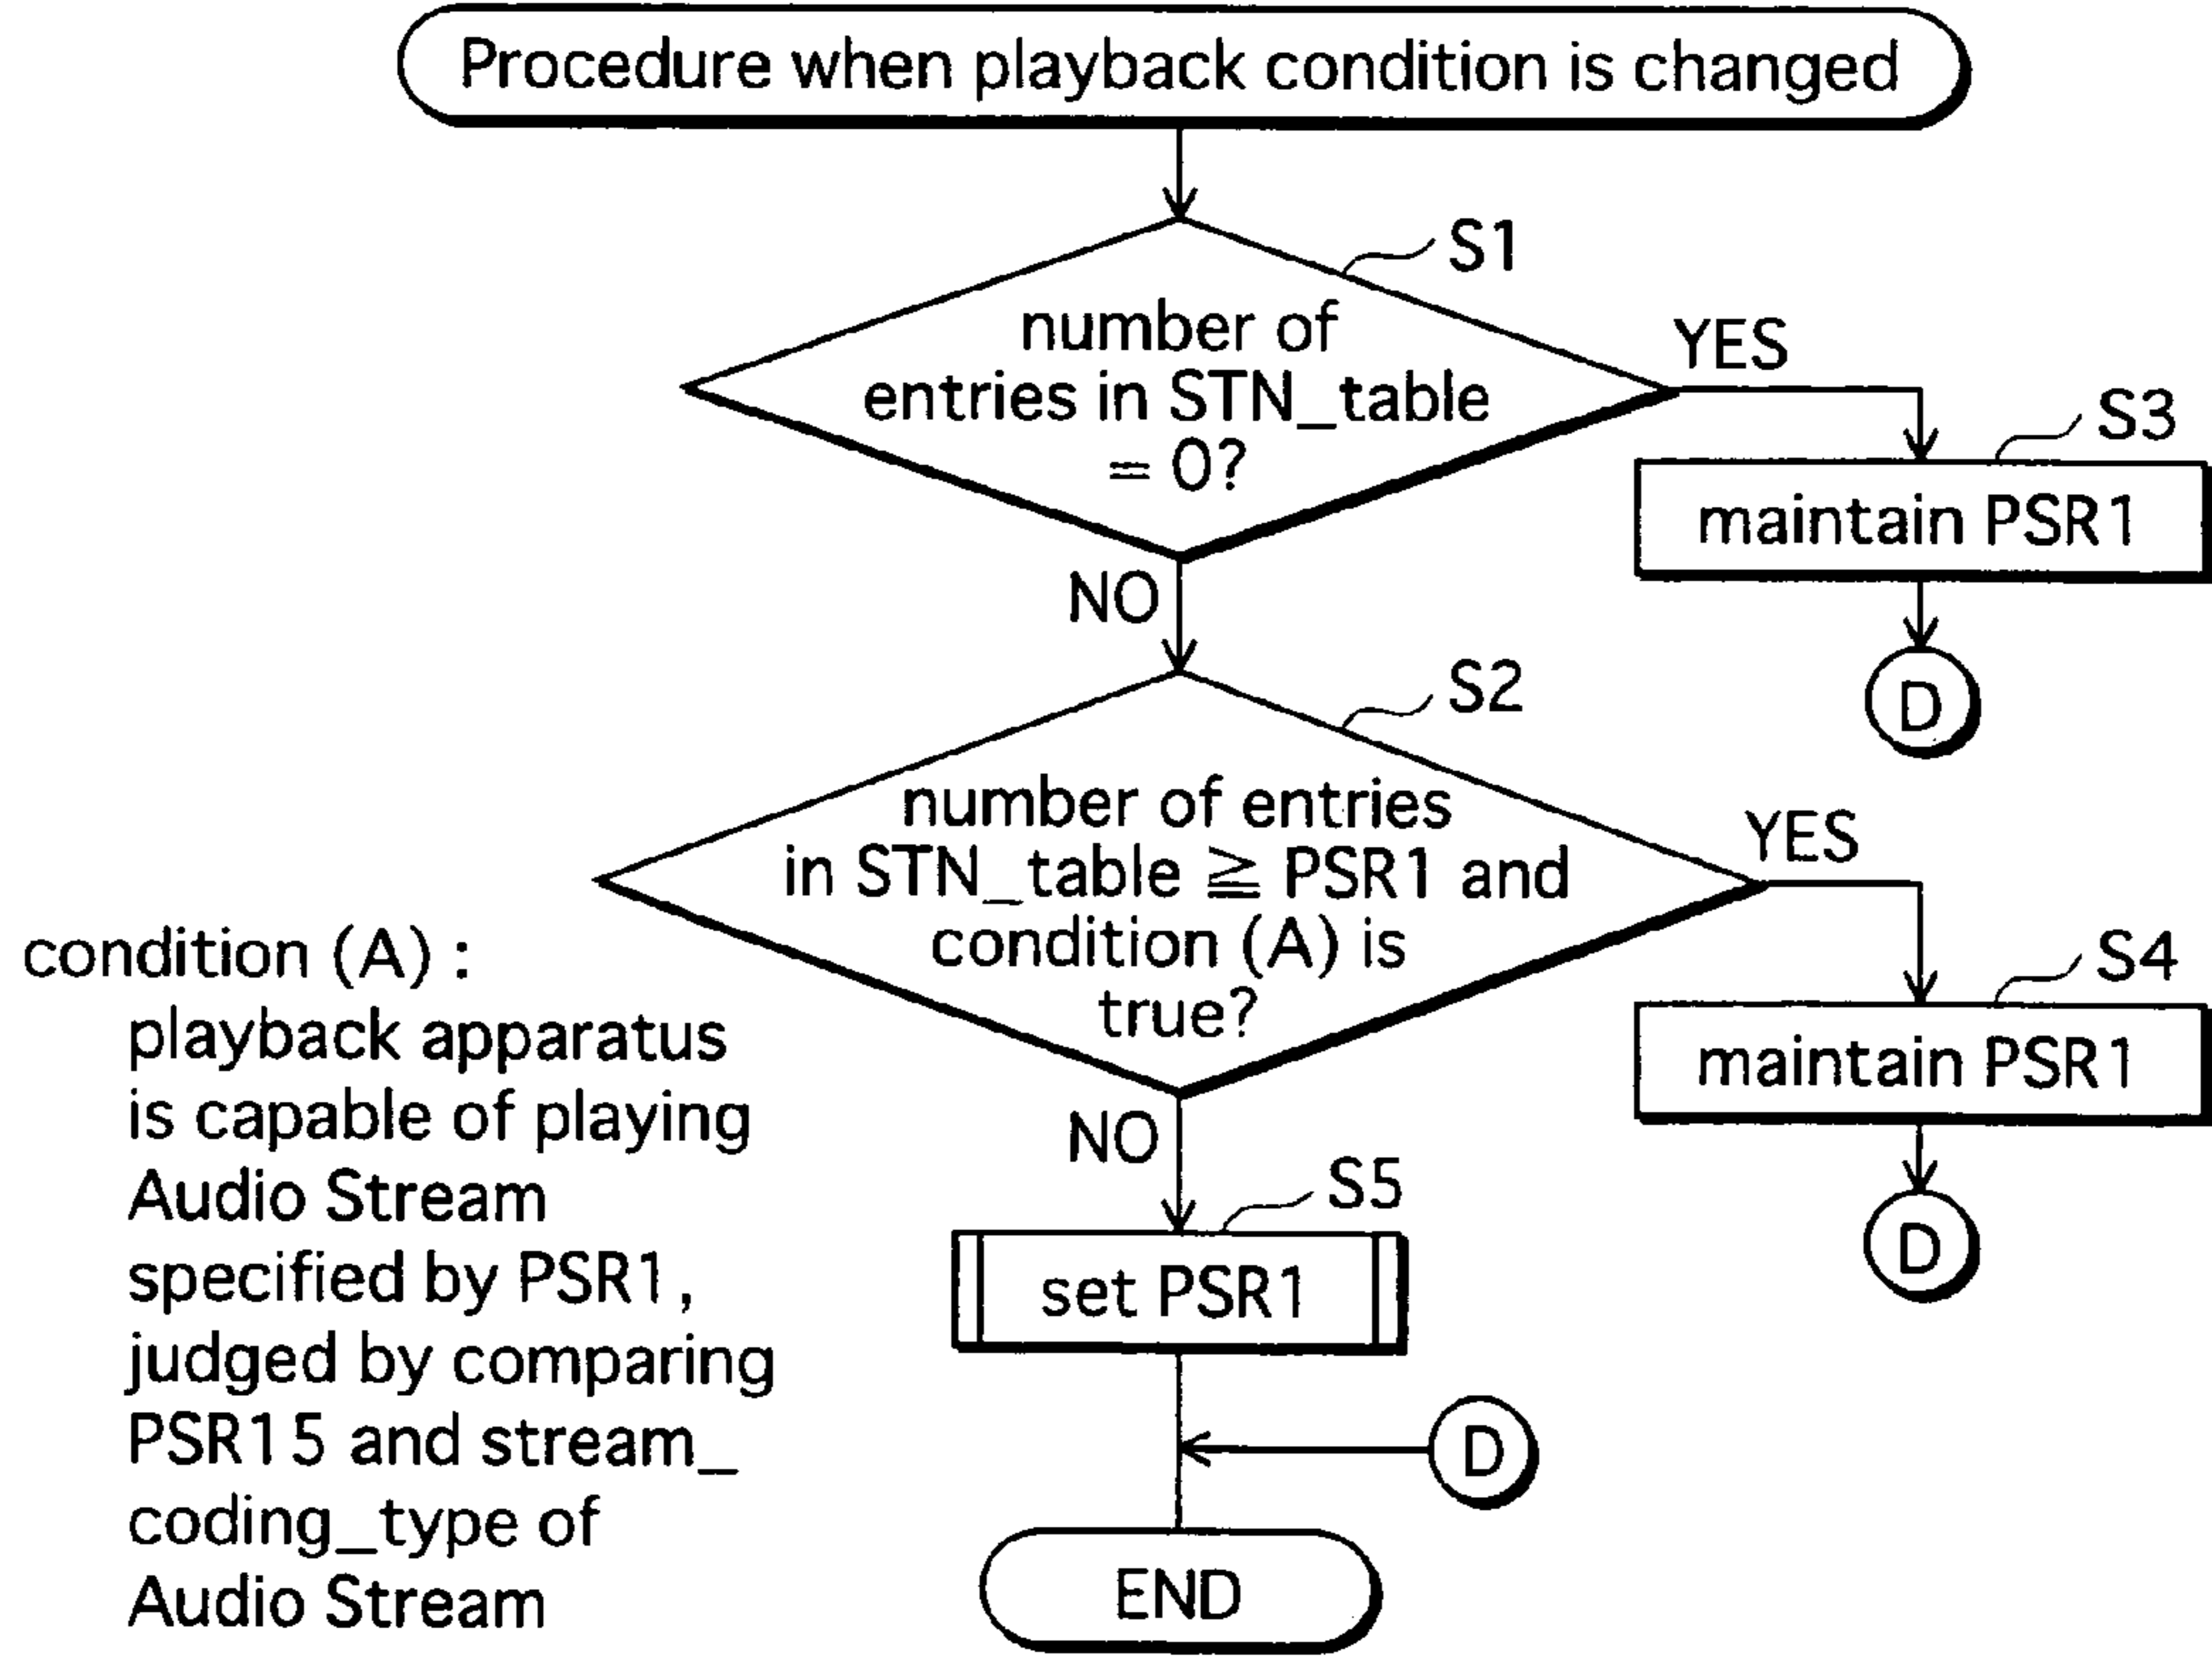 Procedure when playback condition is changed
S1
number of
entries in STN_table
= 0?
YES
S3
maintain PSR1
D
NO
S2
number of entries
in STN_table ≧ PSR1 and
condition (A) is
true?
YES
S4
maintain PSR1
D
NO
S5
set PSR1
D
END
condition (A) :
playback apparatus
is capable of playing
Audio Stream
specified by PSR1,
judged by comparing
PSR15 and stream_
coding_type of
Audio Stream